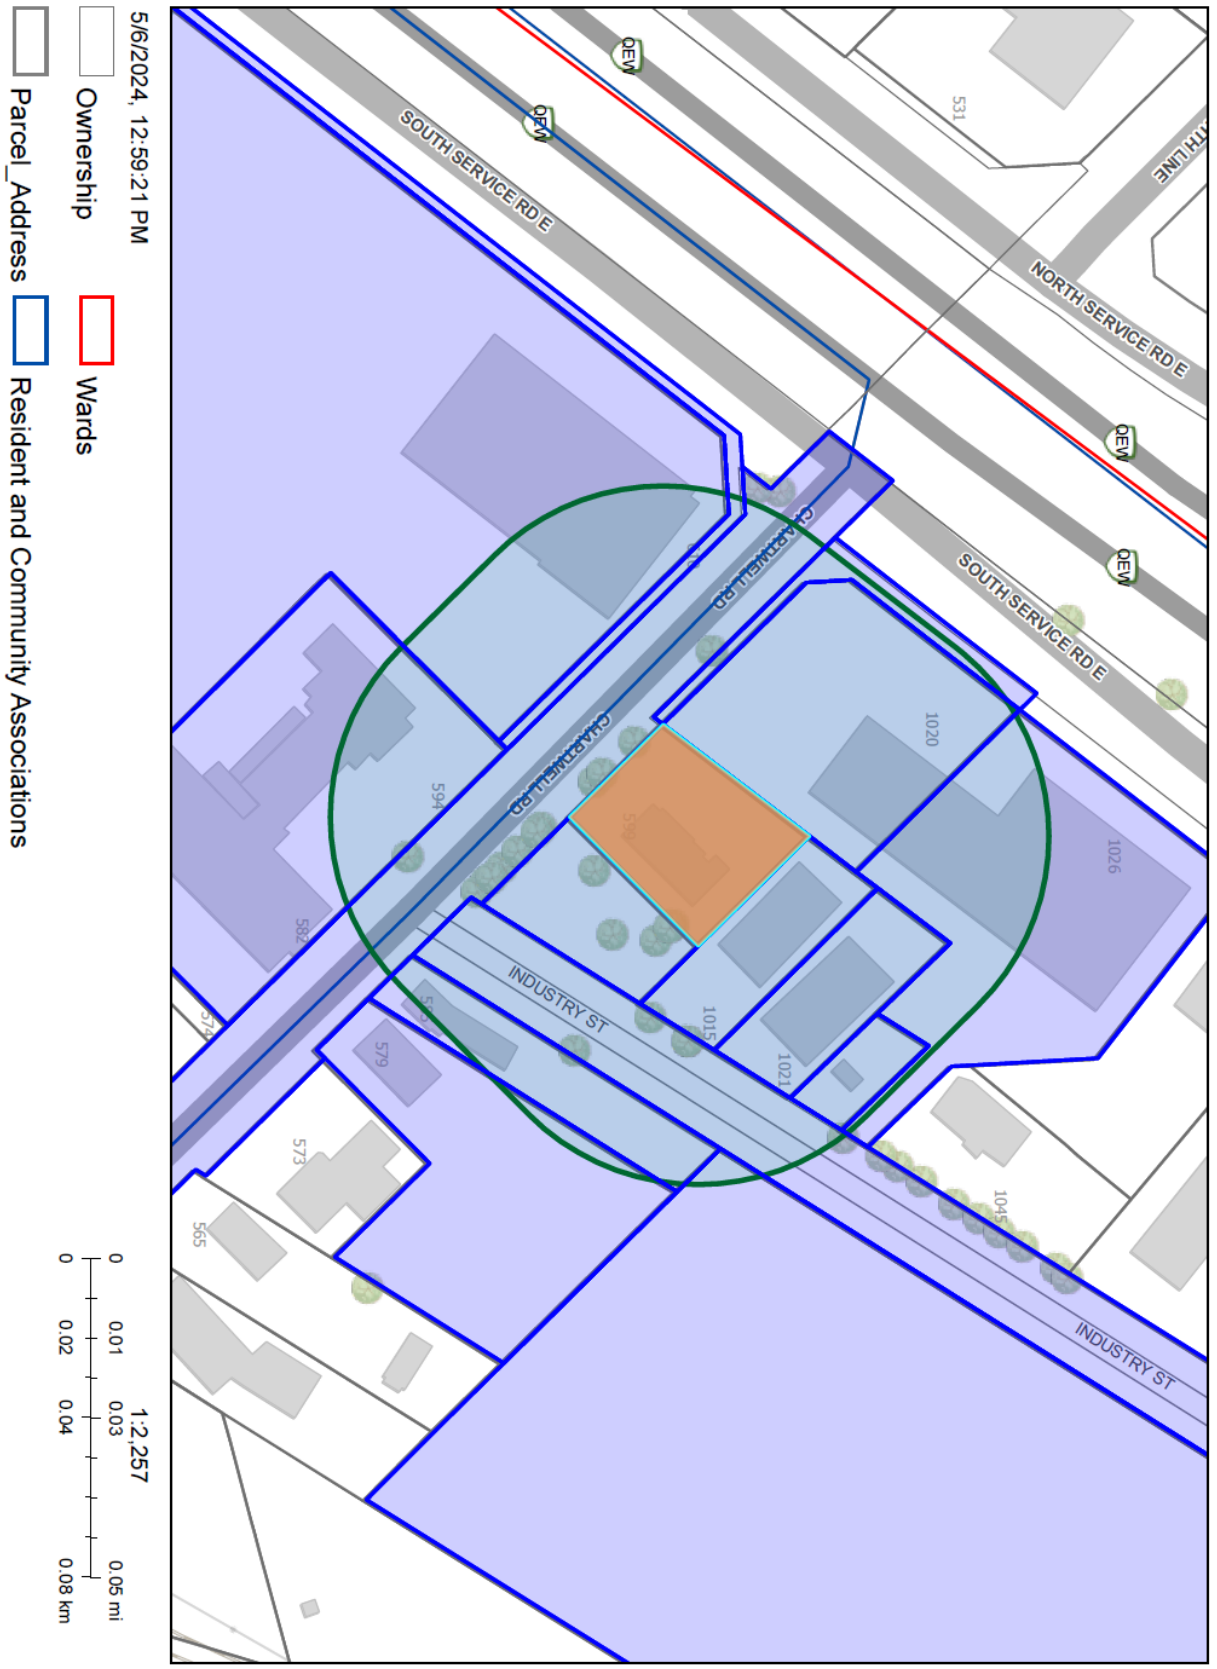 5/6/2024, 12:59:21 PM
Ownership
Parcel_Address
Wards
Resident and Community Associations
1:2,257
0 0.01 0.03 0.05 mi
0 0.02 0.04 0.08 km
QEW
QEW
QEW
QEW
SOUTH SERVICE RD E
SOUTH SERVICE RD E
NORTH SERVICE RD E
TH LINE
CHARTWELL RD
CHARTWELL RD
INDUSTRY ST
INDUSTRY ST
531
1020
1026
594
582
574
579
573
565
1015
1021
1045